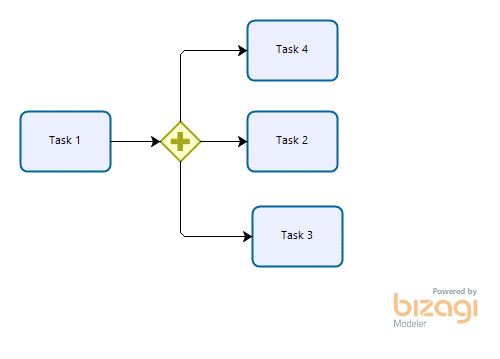 Task 4
Task 1
Task 2
Task 3
Powered by
bizagi
Modeler